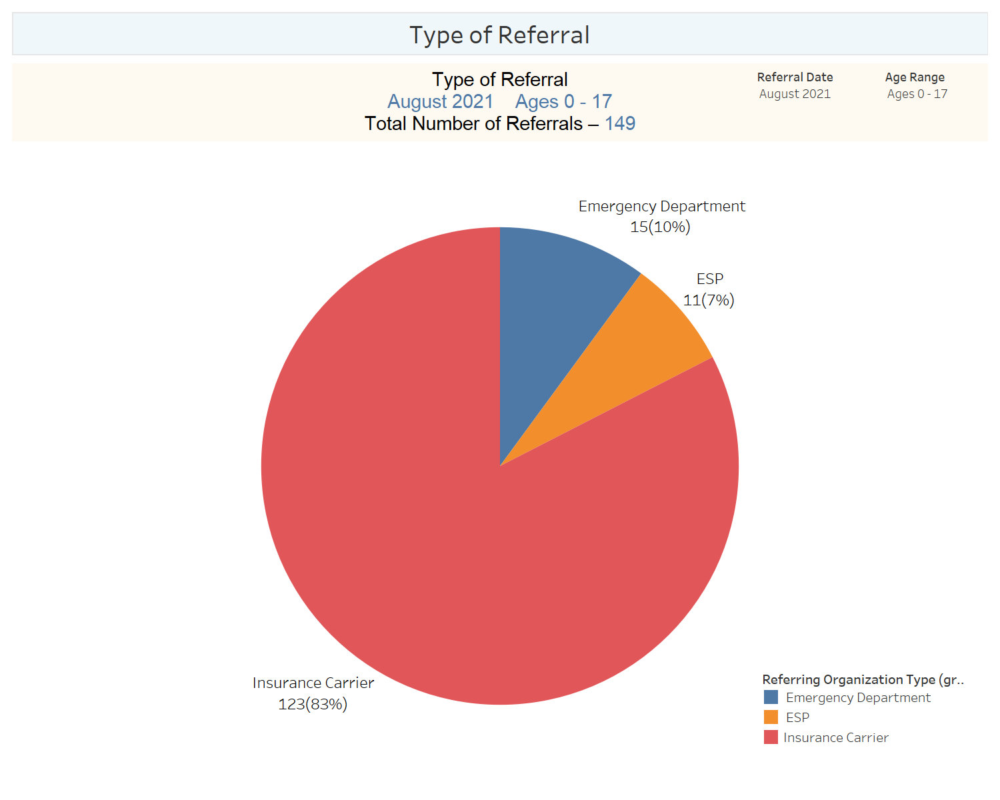 Type of Referral
Type of Referral
August 2021 Ages 0 - 17
Total Number of Referrals – 149
Referral Date
August 2021
Age Range
Ages 0 - 17
Emergency Department
15(10%)
ESP
11(7%)
Insurance Carrier
123(83%)
Referring Organization Type (gr..
Emergency Department
ESP
Insurance Carrier